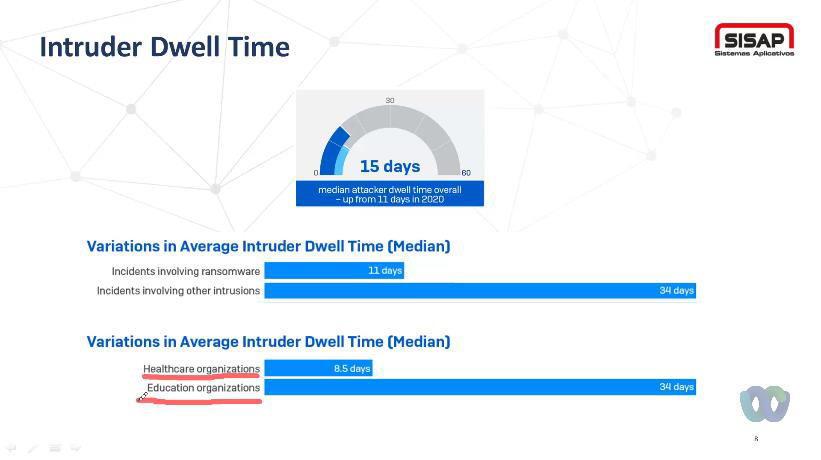 Intruder Dwell Time
SISAP
Sistemas Aplicativos
30
15 days
0
60
median attacker dwell time overall
– up from 11 days in 2020
Variations in Average Intruder Dwell Time (Median)
Incidents involving ransomware 11 days
Incidents involving other intrusions 34 days
Variations in Average Intruder Dwell Time (Median)
Healthcare organizations 8.5 days
Education organizations 34 days